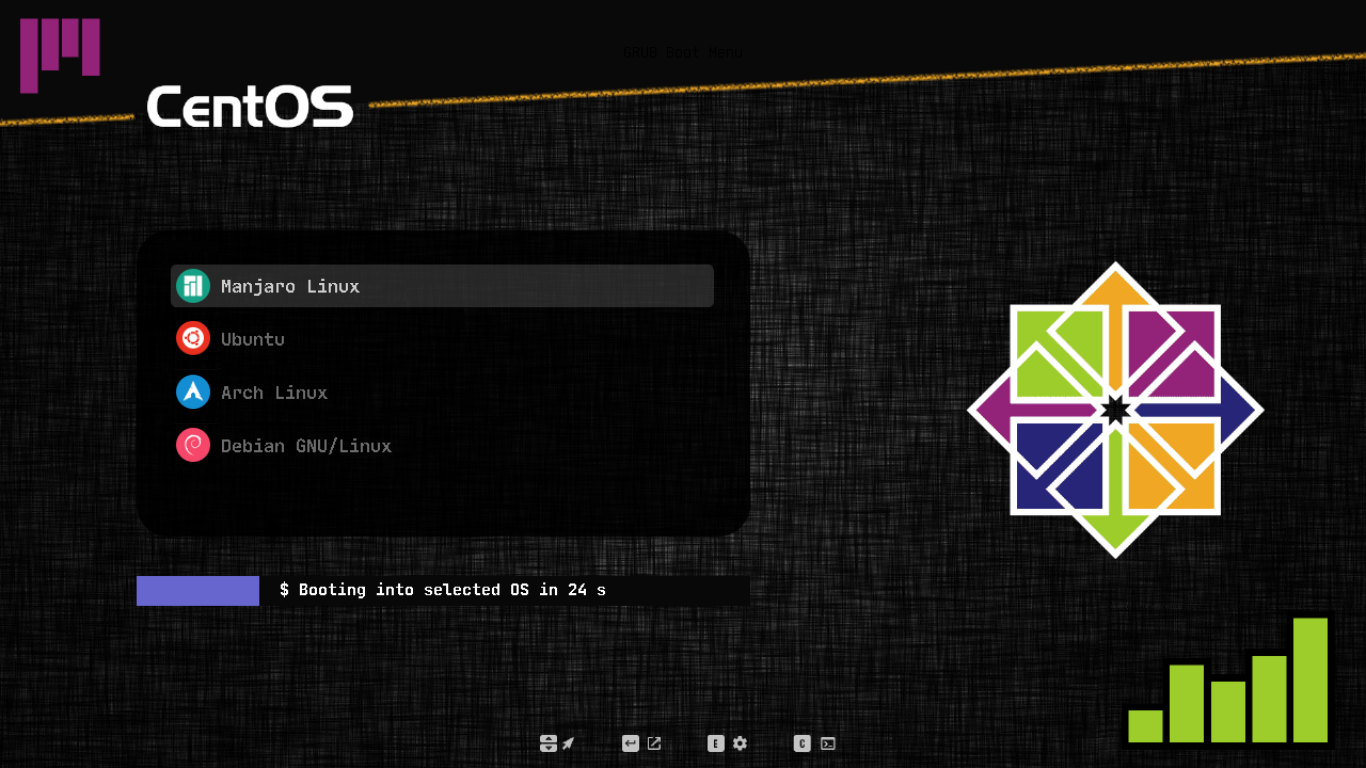 GRUB Boot Menu
CentOS
Manjaro Linux
Ubuntu
Arch Linux
Debian GNU/Linux
$ Booting into selected OS in 24 s
E
C